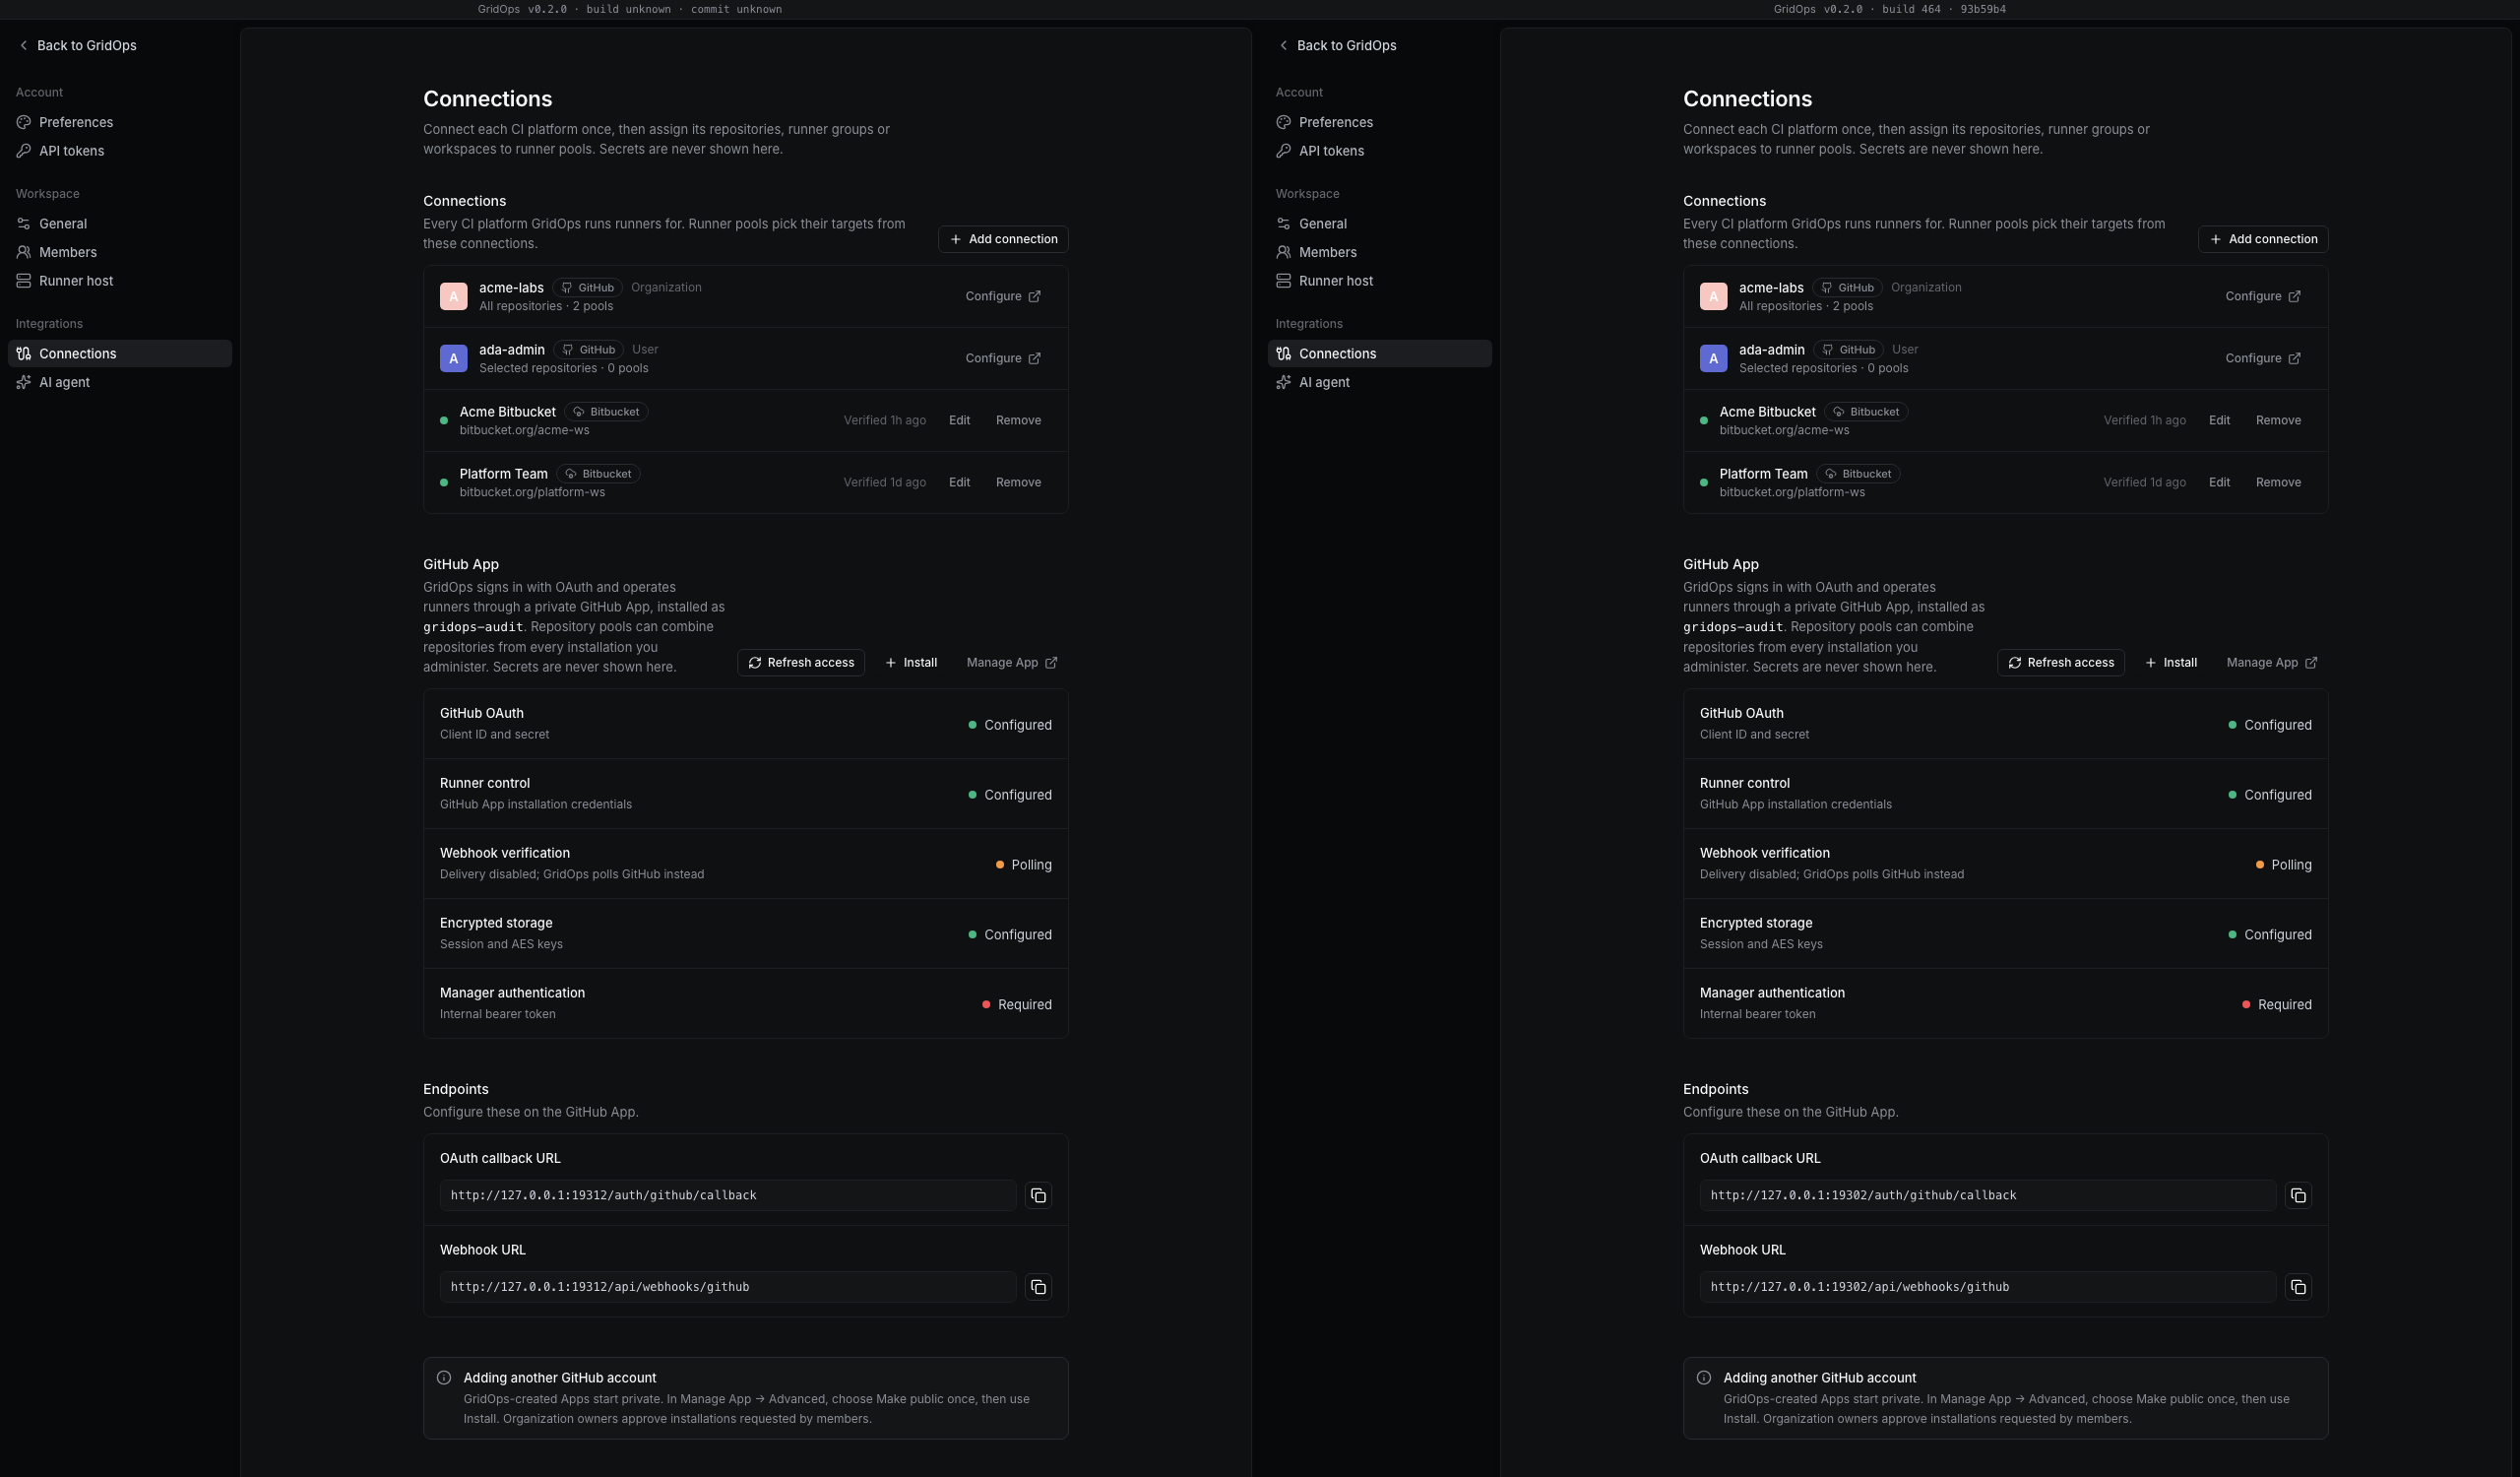 GridOps v0.2.0 · build unknown · commit unknown
Back to GridOps
Account
Preferences
API tokens
Workspace
General
Members
Runner host
Integrations
Connections
AI agent
Connections
Connect each CI platform once, then assign its repositories, runner groups or
workspaces to runner pools. Secrets are never shown here.
Connections
Every CI platform GridOps runs runners for. Runner pools pick their targets from
these connections.
Add connection
A
acme-labs GitHub Organization
All repositories · 2 pools
Configure
A
ada-admin GitHub User
Selected repositories · 0 pools
Configure
Acme Bitbucket Bitbucket
bitbucket.org/acme-ws
Verified 1h ago Edit Remove
Platform Team Bitbucket
bitbucket.org/platform-ws
Verified 1d ago Edit Remove
GitHub App
GridOps signs in with OAuth and operates
runners through a private GitHub App, installed as
gridops-audit. Repository pools can combine
repositories from every installation you
administer. Secrets are never shown here.
Refresh access Install Manage App
GitHub OAuth
Client ID and secret
Configured
Runner control
GitHub App installation credentials
Configured
Webhook verification
Delivery disabled; GridOps polls GitHub instead
Polling
Encrypted storage
Session and AES keys
Configured
Manager authentication
Internal bearer token
Required
Endpoints
Configure these on the GitHub App.
OAuth callback URL
http://127.0.0.1:19312/auth/github/callback
Webhook URL
http://127.0.0.1:19312/api/webhooks/github
Adding another GitHub account
GridOps-created Apps start private. In Manage App → Advanced, choose Make public once, then use
Install. Organization owners approve installations requested by members.
GridOps v0.2.0 · build 464 · 93b59b4
Back to GridOps
Account
Preferences
API tokens
Workspace
General
Members
Runner host
Integrations
Connections
AI agent
Connections
Connect each CI platform once, then assign its repositories, runner groups or
workspaces to runner pools. Secrets are never shown here.
Connections
Every CI platform GridOps runs runners for. Runner pools pick their targets from
these connections.
Add connection
A
acme-labs GitHub Organization
All repositories · 2 pools
Configure
A
ada-admin GitHub User
Selected repositories · 0 pools
Configure
Acme Bitbucket Bitbucket
bitbucket.org/acme-ws
Verified 1h ago Edit Remove
Platform Team Bitbucket
bitbucket.org/platform-ws
Verified 1d ago Edit Remove
GitHub App
GridOps signs in with OAuth and operates
runners through a private GitHub App, installed as
gridops-audit. Repository pools can combine
repositories from every installation you
administer. Secrets are never shown here.
Refresh access Install Manage App
GitHub OAuth
Client ID and secret
Configured
Runner control
GitHub App installation credentials
Configured
Webhook verification
Delivery disabled; GridOps polls GitHub instead
Polling
Encrypted storage
Session and AES keys
Configured
Manager authentication
Internal bearer token
Required
Endpoints
Configure these on the GitHub App.
OAuth callback URL
http://127.0.0.1:19302/auth/github/callback
Webhook URL
http://127.0.0.1:19302/api/webhooks/github
Adding another GitHub account
GridOps-created Apps start private. In Manage App → Advanced, choose Make public once, then use
Install. Organization owners approve installations requested by members.